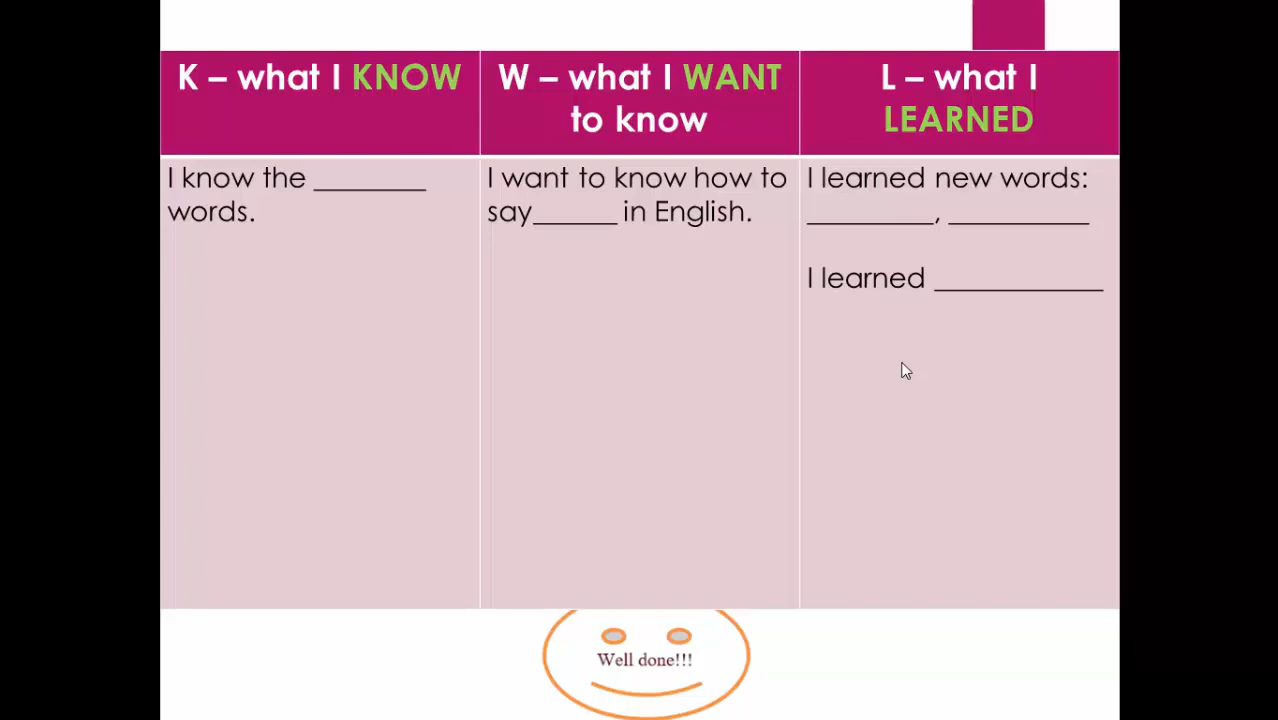 K – what I KNOW
W – what I WANT
to know
L – what I
LEARNED
I know the ________
words.
I want to know how to
say______ in English.
I learned new words:
_________, __________
I learned ____________
Well done!!!